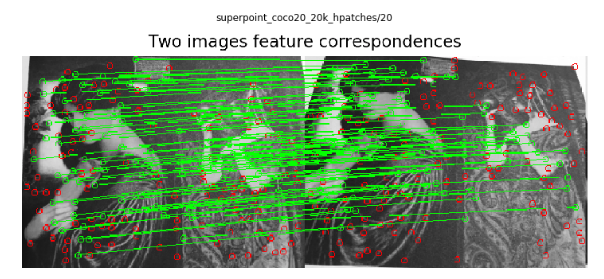 superpoint_coco20_20k_hpatches/20
Two images feature correspondences